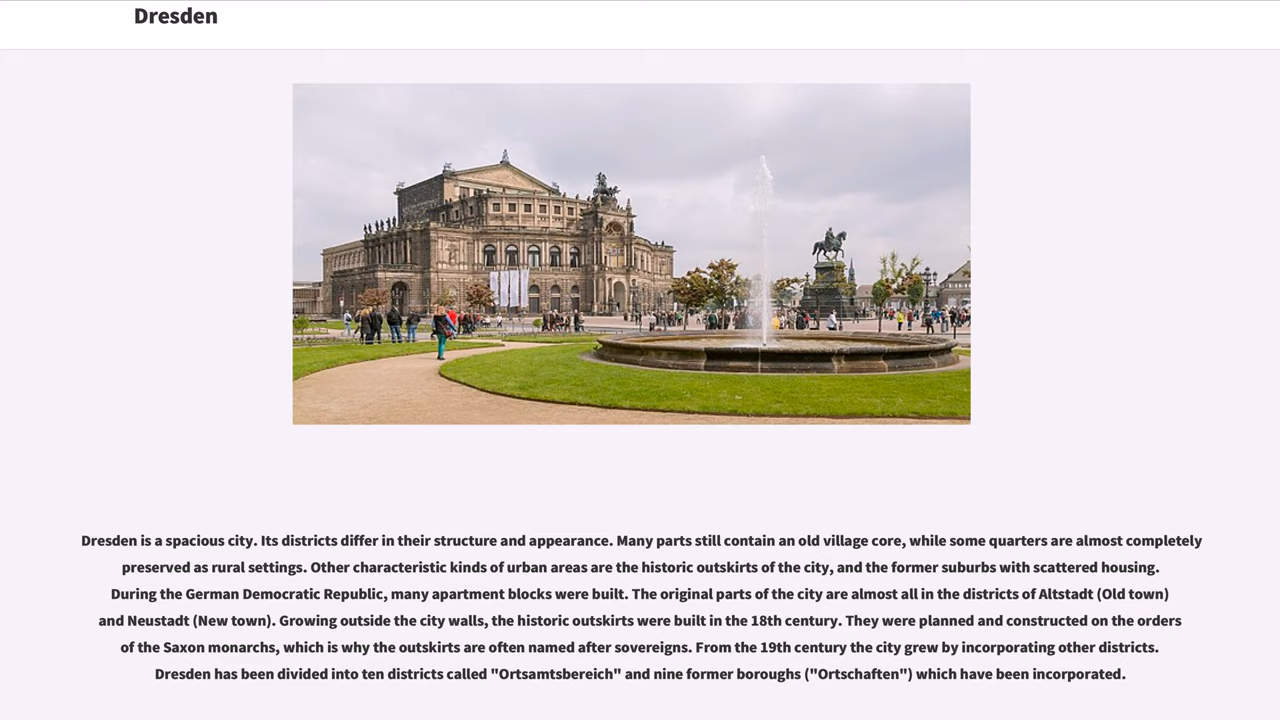 Dresden
Dresden is a spacious city. Its districts differ in their structure and appearance. Many parts still contain an old village core, while some quarters are almost completely
preserved as rural settings. Other characteristic kinds of urban areas are the historic outskirts of the city, and the former suburbs with scattered housing.
During the German Democratic Republic, many apartment blocks were built. The original parts of the city are almost all in the districts of Altstadt (Old town)
and Neustadt (New town). Growing outside the city walls, the historic outskirts were built in the 18th century. They were planned and constructed on the orders
of the Saxon monarchs, which is why the outskirts are often named after sovereigns. From the 19th century the city grew by incorporating other districts.
Dresden has been divided into ten districts called "Ortsamtsbereich" and nine former boroughs ("Ortschaften") which have been incorporated.